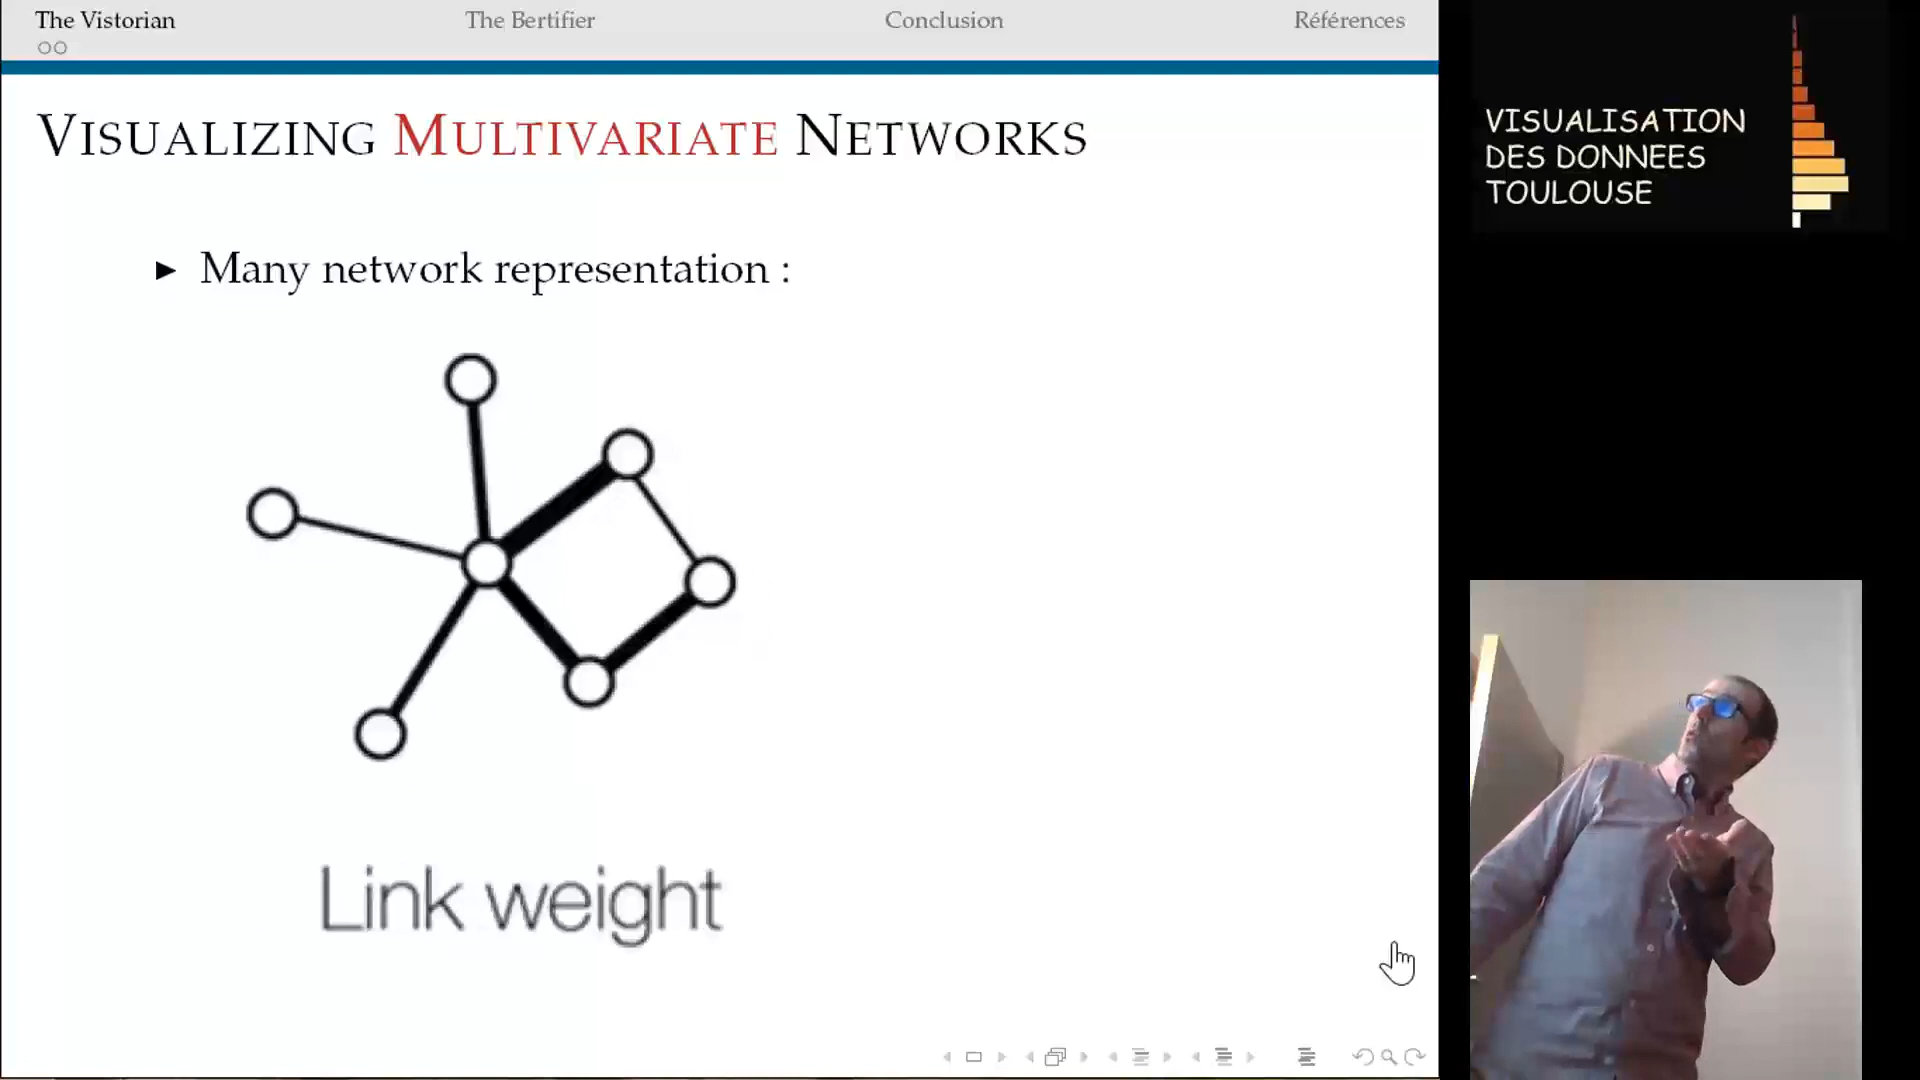 The Vistorian
The Bertifier
Conclusion
Références
VISUALIZING MULTIVARIATE NETWORKS
Many network representation :
Link weight
VISUALISATION
DES DONNEES
TOULOUSE